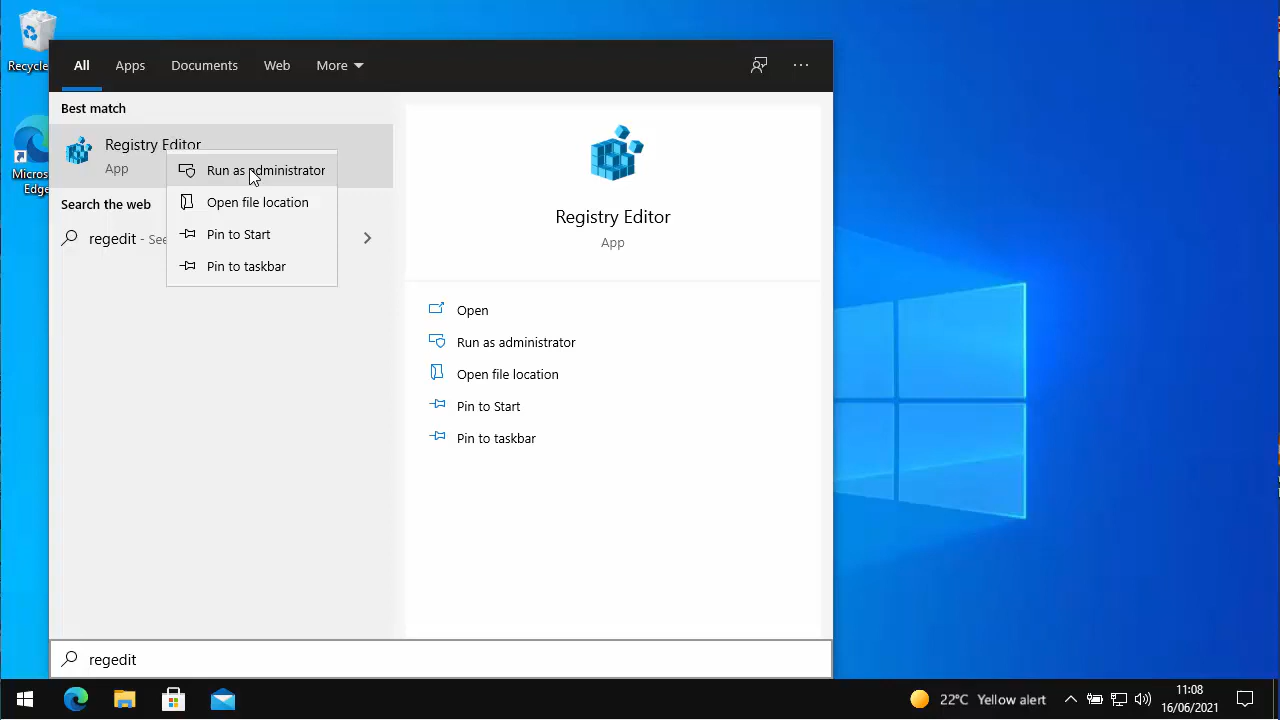 Recycle
Micros
Edge
All Apps Documents Web More
Best match
Registry Editor
App
Run as administrator
Open file location
Pin to Start
Pin to taskbar
Search the web
regedit - See
Registry Editor
App
Open
Run as administrator
Open file location
Pin to Start
Pin to taskbar
regedit
22°C Yellow alert
11:08
16/06/2021